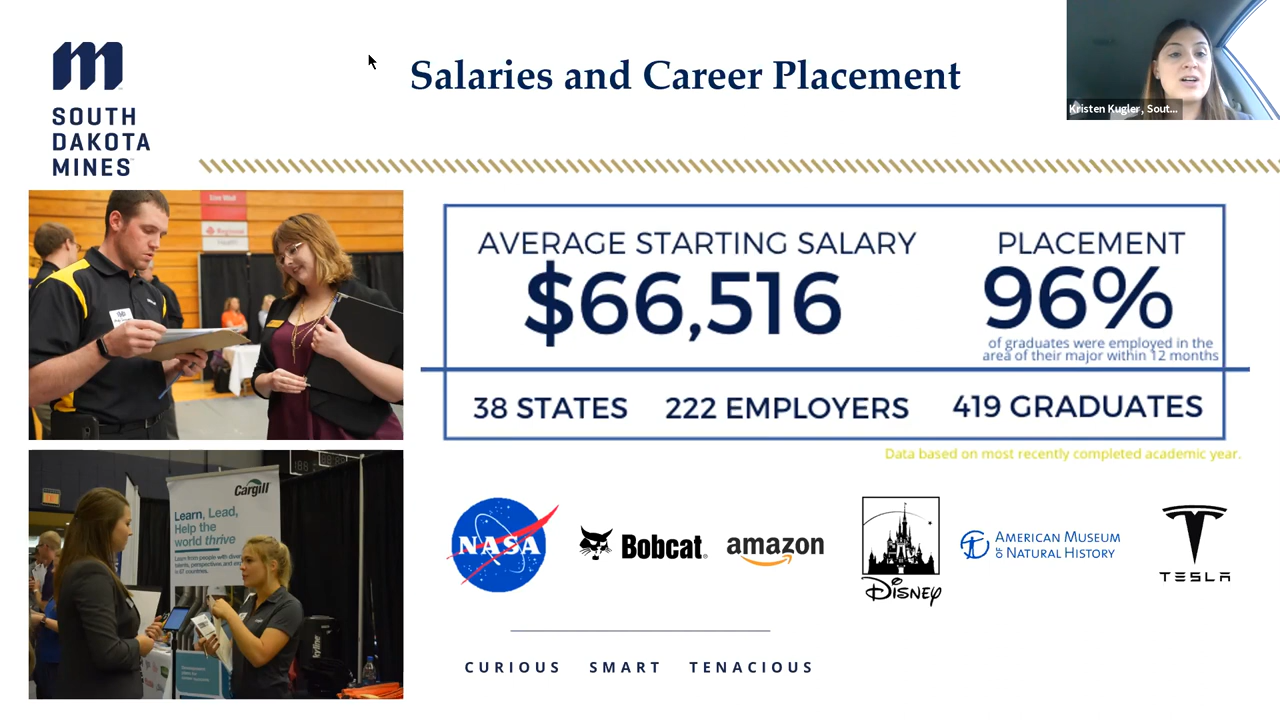 SOUTH
DAKOTA
MINES
Salaries and Career Placement
Kristen Kugler, Sout...
AVERAGE STARTING SALARY
$66,516
PLACEMENT
96%
of graduates were employed in the
area of their major within 12 months
38 STATES 222 EMPLOYERS 419 GRADUATES
Data based on most recently completed academic year.
Cargill
Learn, Lead,
Help the
world thrive
NASA
Bobcat
amazon
Disney
AMERICAN MUSEUM
OF NATURAL HISTORY
TESLA
CURIOUS SMART TENACIOUS